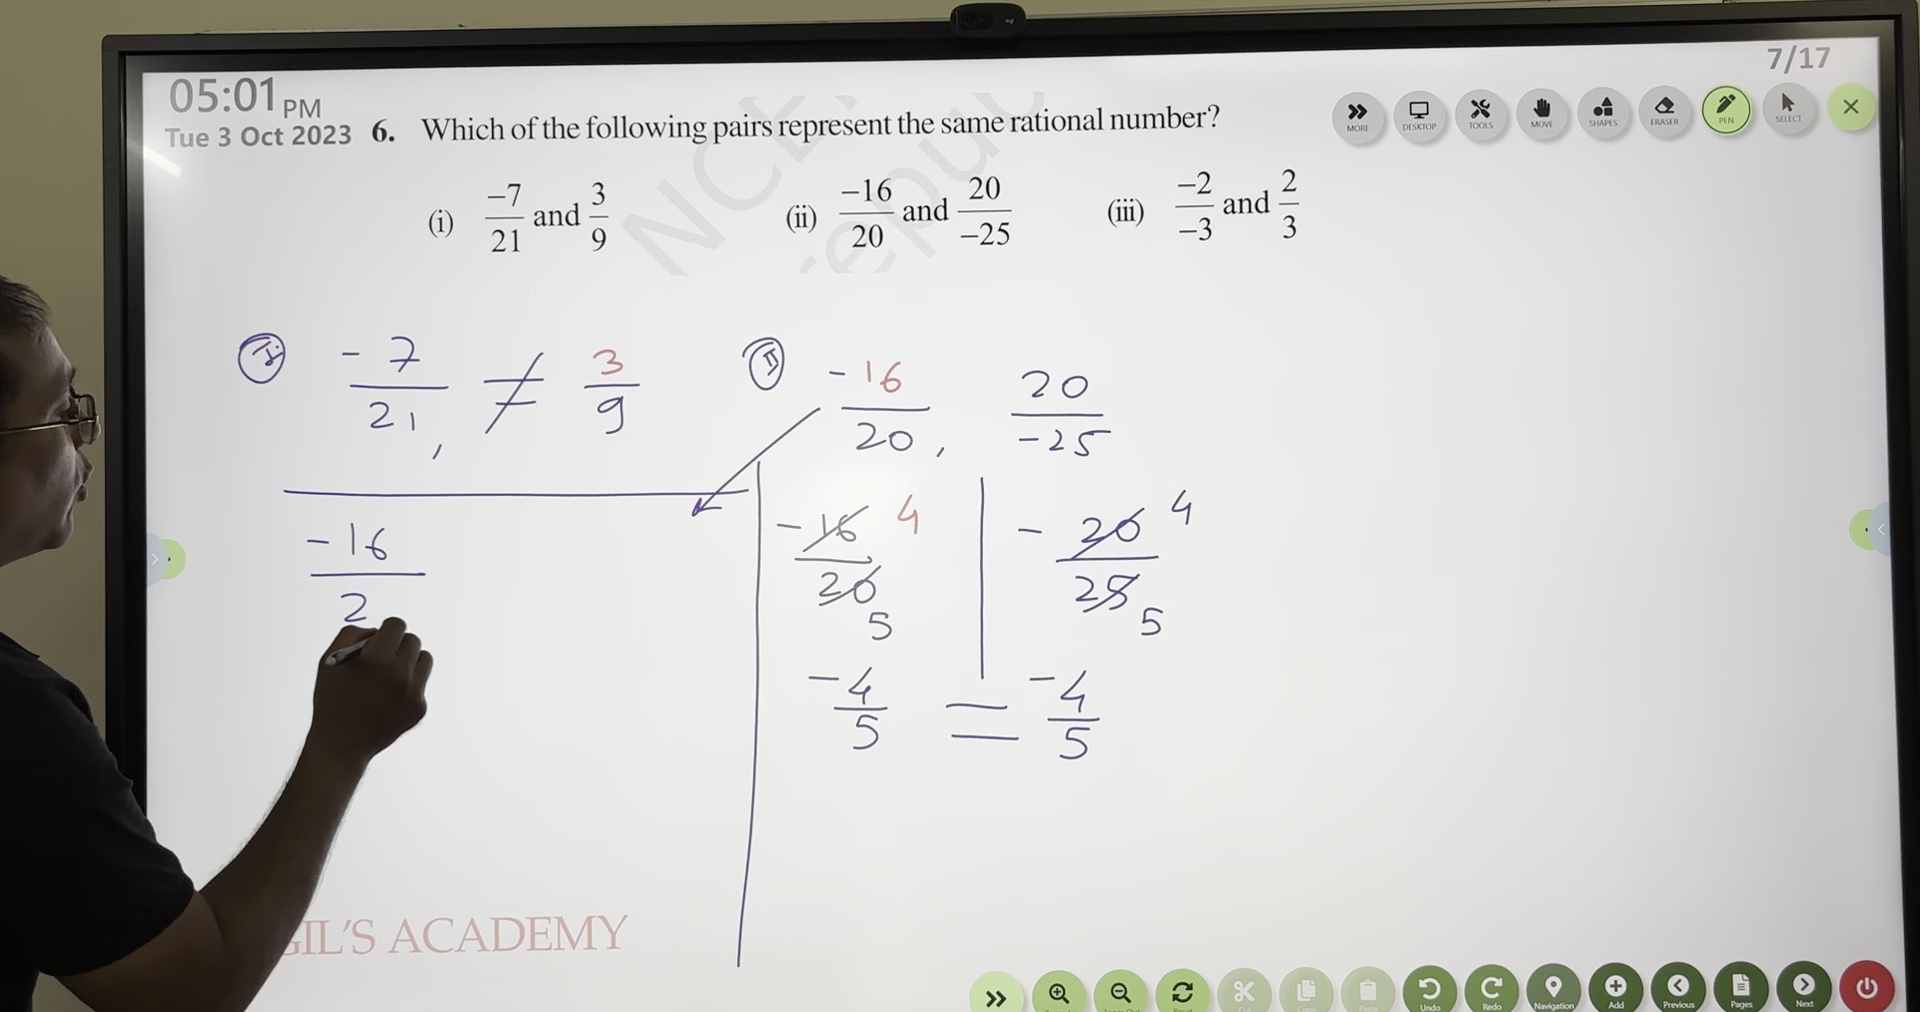 7/17
05:01 PM
Tue 3 Oct 2023
6. Which of the following pairs represent the same rational number?
MORE DESKTOP TOOLS MOVE SHAPES ERASER PEN SELECT
(i) -7/21 and 3/9 (ii) -16/20 and 20/-25 (iii) -2/-3 and 2/3
-7/21, ≠ 3/9
II -16/20, 20/-25
-16/2
-16/20 4 5
-20/25 4 5
-4/5 = -4/5
GIL'S ACADEMY
Undo Redo Navigation Add Previous Pages Next